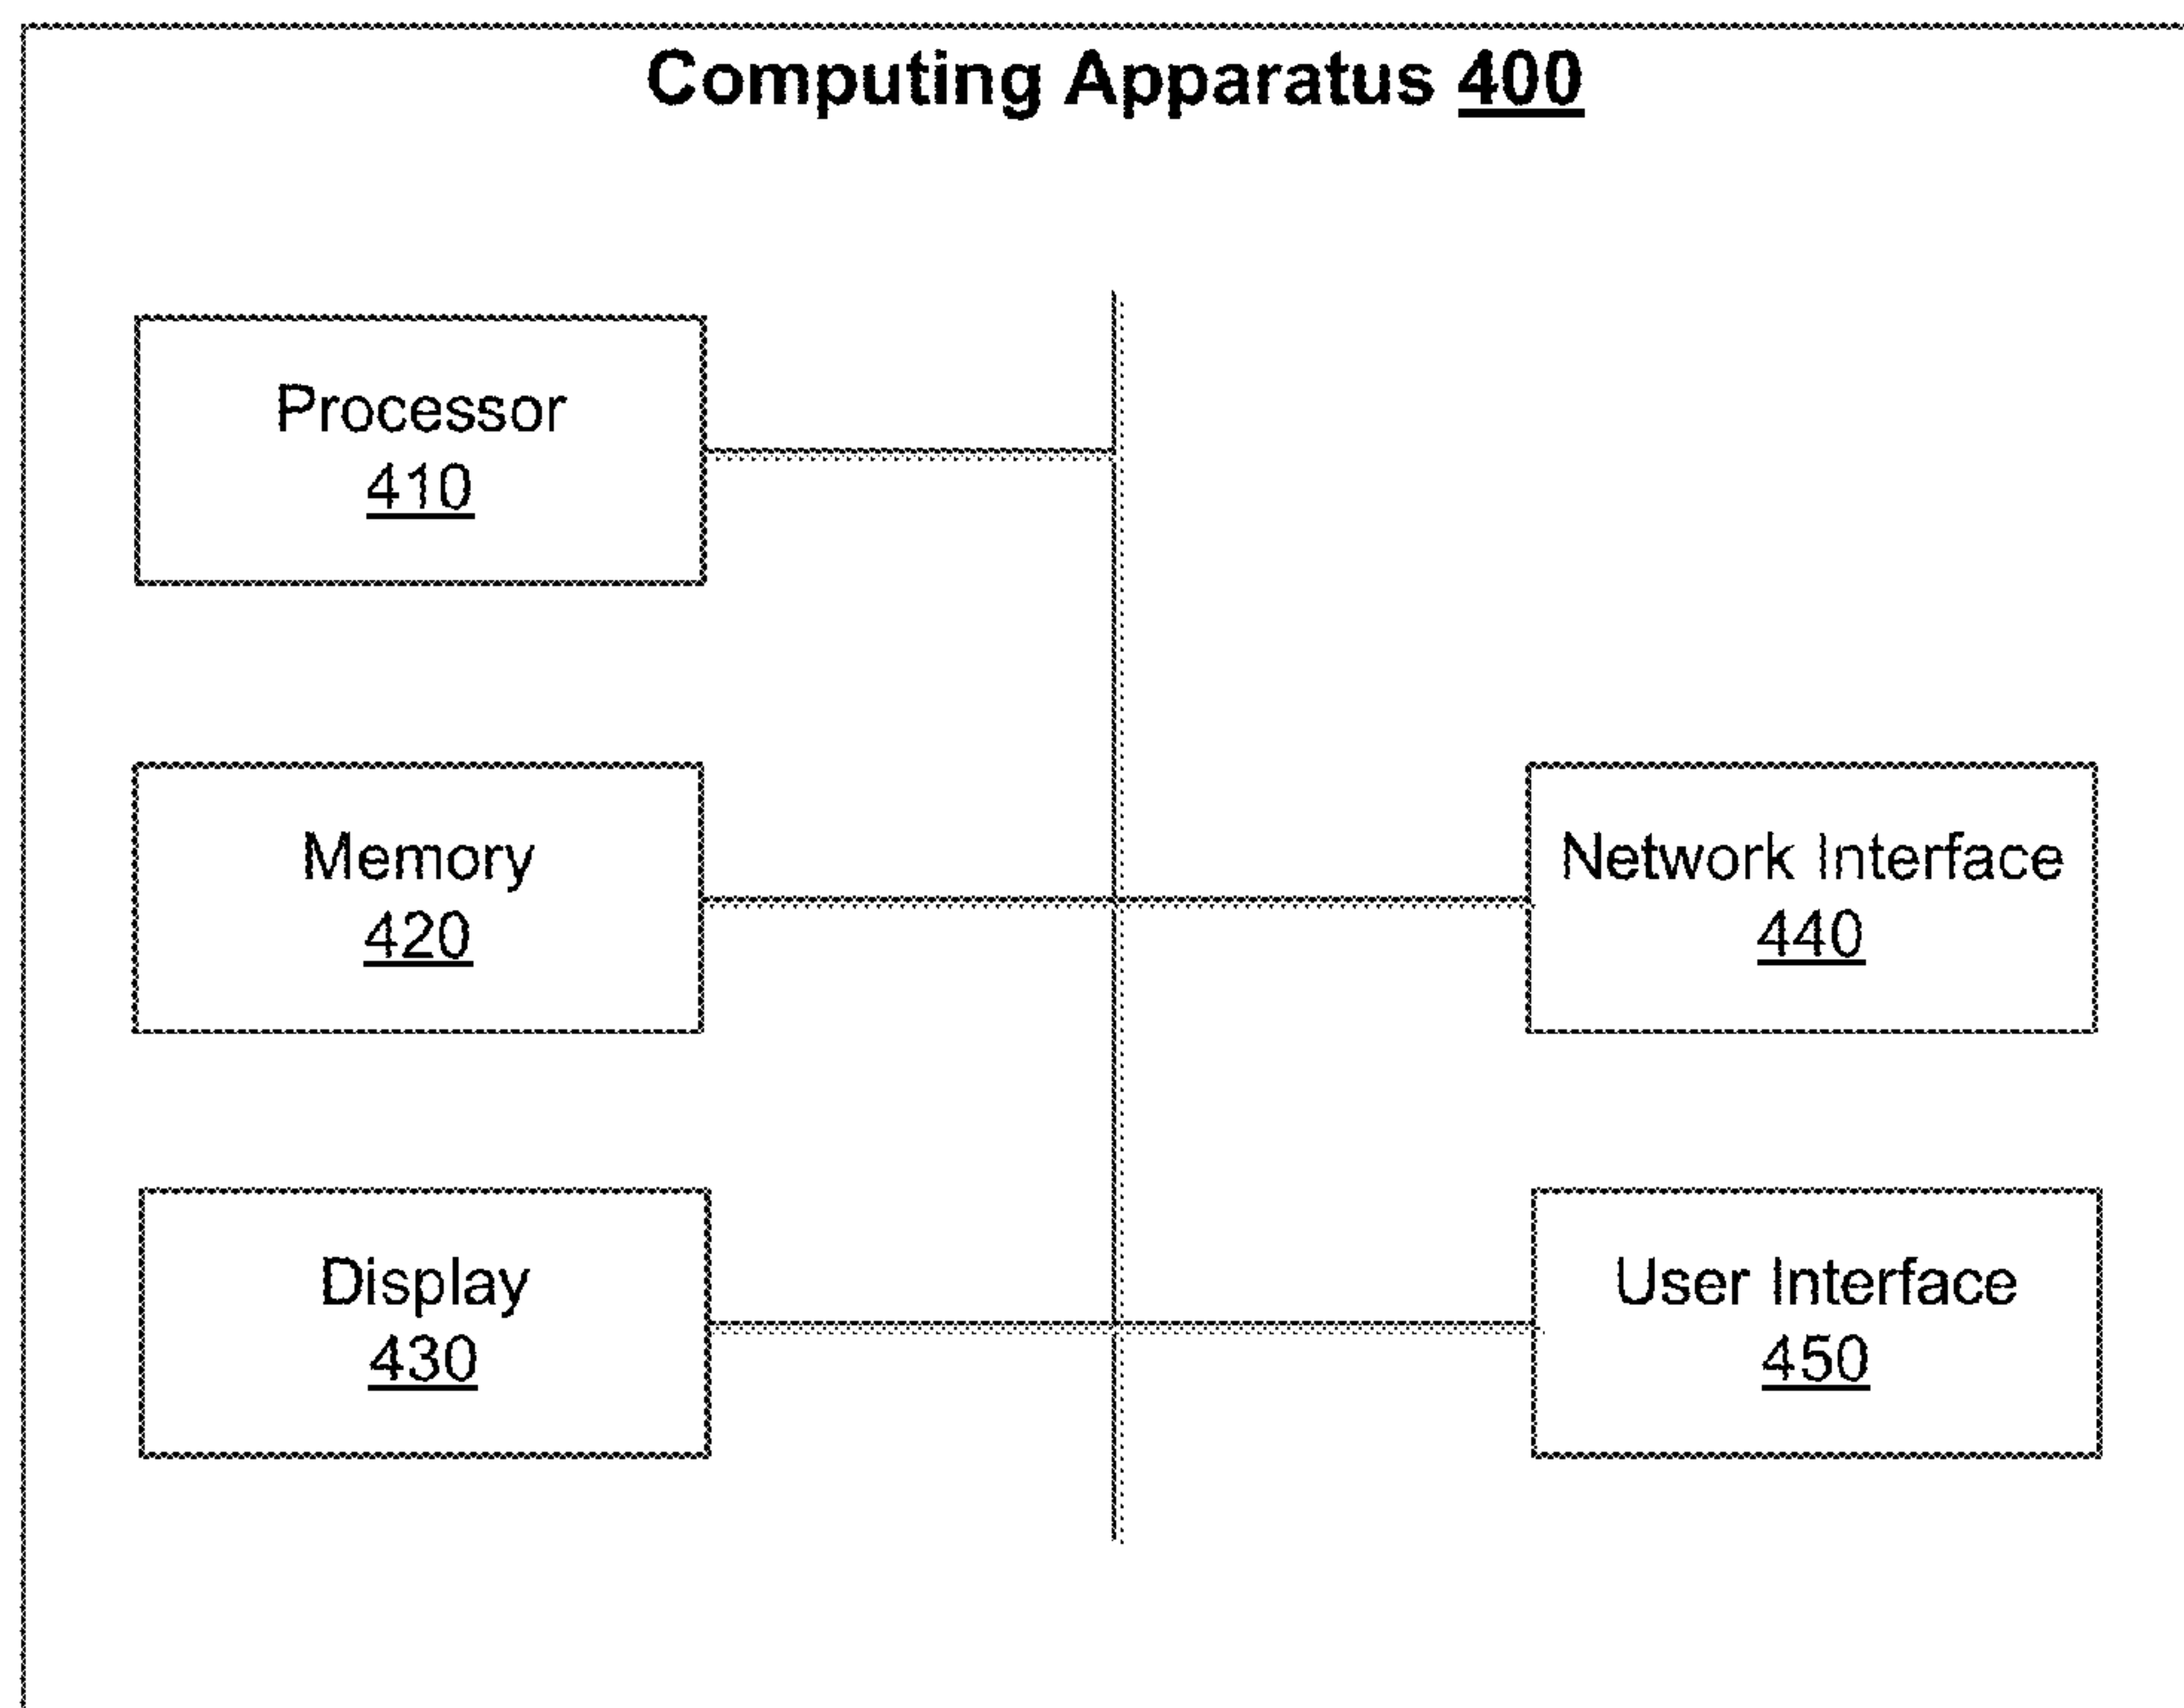 Computing Apparatus 400
Processor
410
Memory
420
Network Interface
440
Display
430
User Interface
450